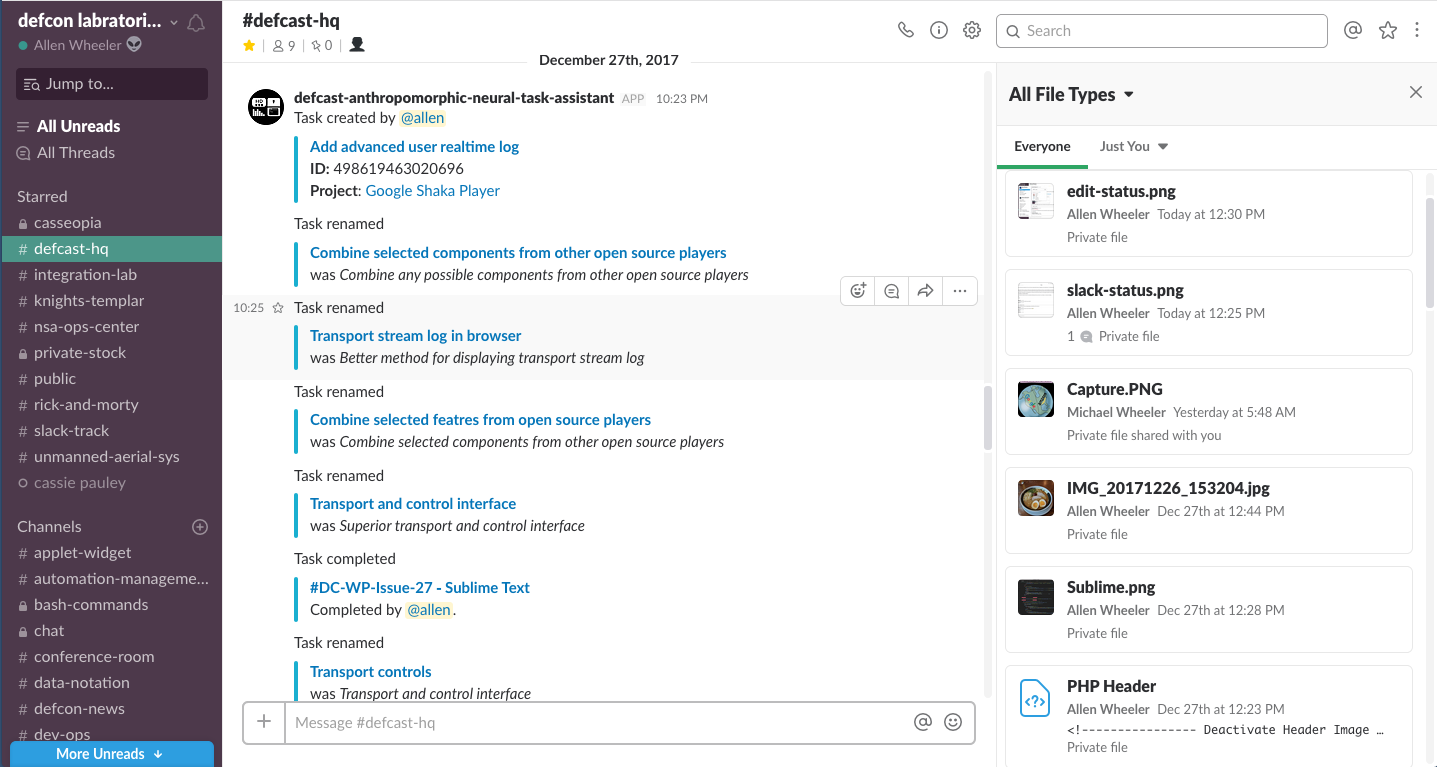 defcon labratori...
Allen Wheeler
Jump to...
All Unreads
All Threads
Starred
casseopia
# defcast-hq
# integration-lab
# knights-templar
# nsa-ops-center
private-stock
# public
# rick-and-morty
# slack-track
# unmanned-aerial-sys
cassie pauley
Channels
# applet-widget
# automation-manageme...
bash-commands
chat
# conference-room
# data-notation
# defcon-news
# dev-ops
More Unreads ↓
#defcast-hq
9
0
Search
December 27th, 2017
defcast-anthropomorphic-neural-task-assistant APP 10:23 PM
Task created by @allen
Add advanced user realtime log
ID: 498619463020696
Project: Google Shaka Player
Task renamed
Combine selected components from other open source players
was Combine any possible components from other open source players
10:25 Task renamed
Transport stream log in browser
was Better method for displaying transport stream log
Task renamed
Combine selected featres from open source players
was Combine selected components from other open source players
Task renamed
Transport and control interface
was Superior transport and control interface
Task completed
#DC-WP-Issue-27 - Sublime Text
Completed by @allen.
Task renamed
Transport controls
was Transport and control interface
Message #defcast-hq
All File Types
Everyone Just You
edit-status.png
Allen Wheeler Today at 12:30 PM
Private file
slack-status.png
Allen Wheeler Today at 12:25 PM
1 Private file
Capture.PNG
Michael Wheeler Yesterday at 5:48 AM
Private file shared with you
IMG_20171226_153204.jpg
Allen Wheeler Dec 27th at 12:44 PM
Private file
Sublime.png
Allen Wheeler Dec 27th at 12:28 PM
Private file
PHP Header
Allen Wheeler Dec 27th at 12:23 PM
<!---------------- Deactivate Header Image …
Private file